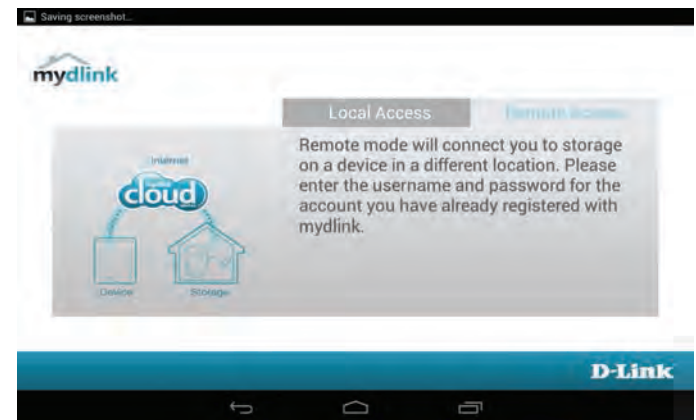 Saving screenshot...
mydlink
Local Access
Remote Access
Remote mode will connect you to storage
on a device in a different location. Please
enter the username and password for the
account you have already registered with
mydlink.
Internet
cloud
Device
Storage
D-Link